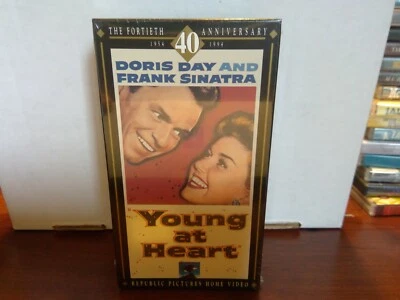 THE FORTIETH 40 ANNIVERSARY
1954 1994
DORIS DAY AND
FRANK SINATRA
Young
at
Heart
REPUBLIC PICTURES HOME VIDEO